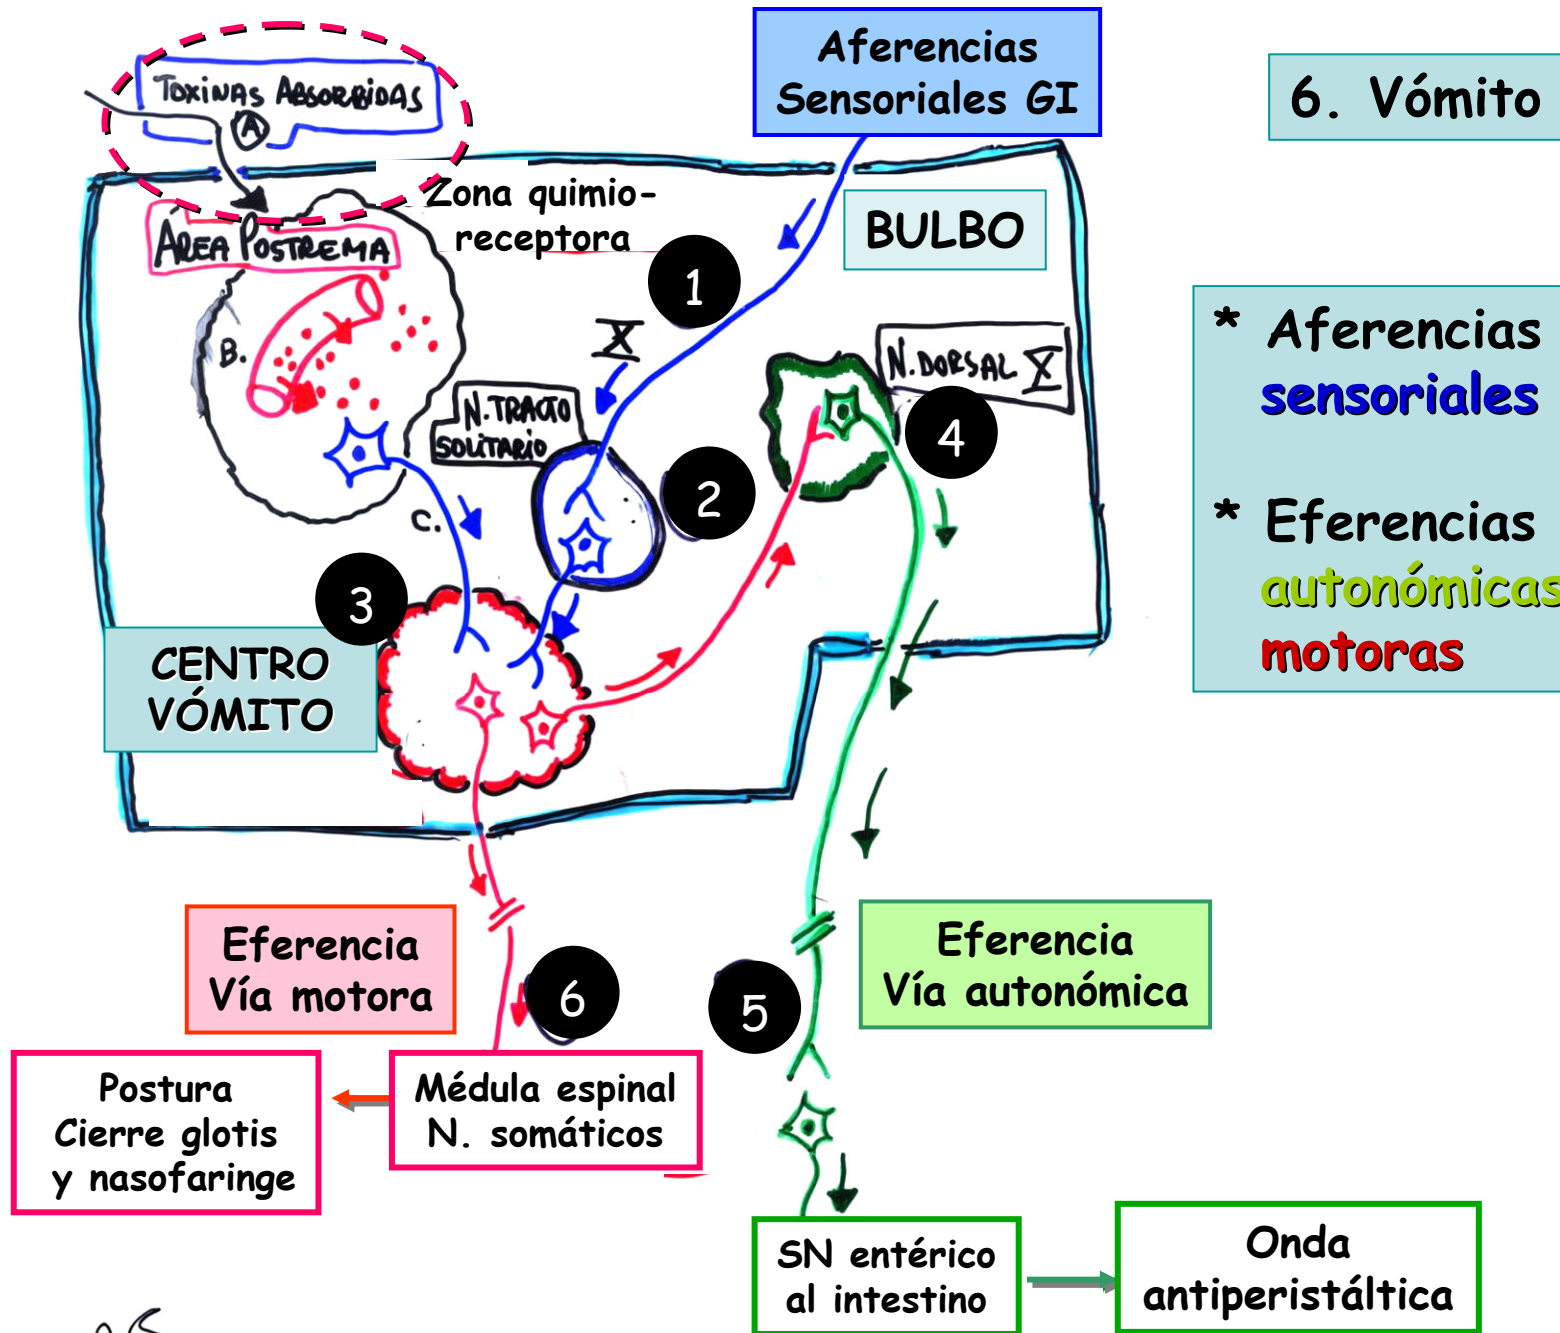 Aferencias
Sensoriales GI
6. Vómito
TOXINAS ABSORBIDAS
A
Zona quimio-
receptora
BULBO
ÁREA POSTREMA
1
* Aferencias
sensoriales
B.
X
N. DORSAL X
N. TRACTO
SOLITARIO
4
2
C.
* Eferencias
autonómicas
motoras
3
CENTRO
VÓMITO
Eferencia
Vía motora
Eferencia
Vía autonómica
6
5
Postura
Cierre glotis
y nasofaringe
Médula espinal
N. somáticos
SN entérico
al intestino
Onda
antiperistáltica